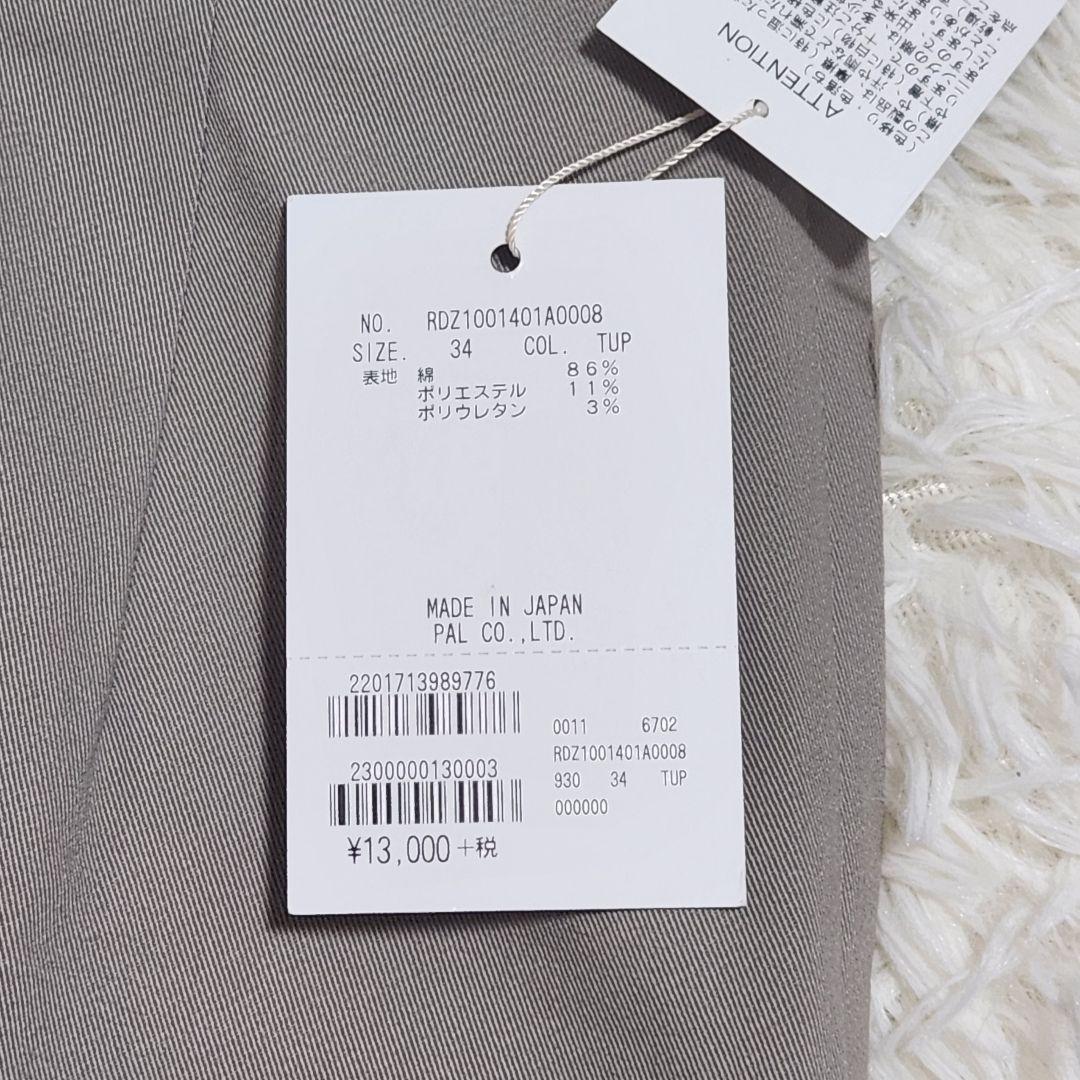 ATTENTION
NO. RDZ1001401A0008
SIZE. 34 COL. TUP
表地 綿 86%
ポリエステル 11%
ポリウレタン 3%
MADE IN JAPAN
PAL CO.,LTD.
2201713989776
2300000130003
¥13,000+税
0011 6702
RDZ1001401A0008
930 34 TUP
000000